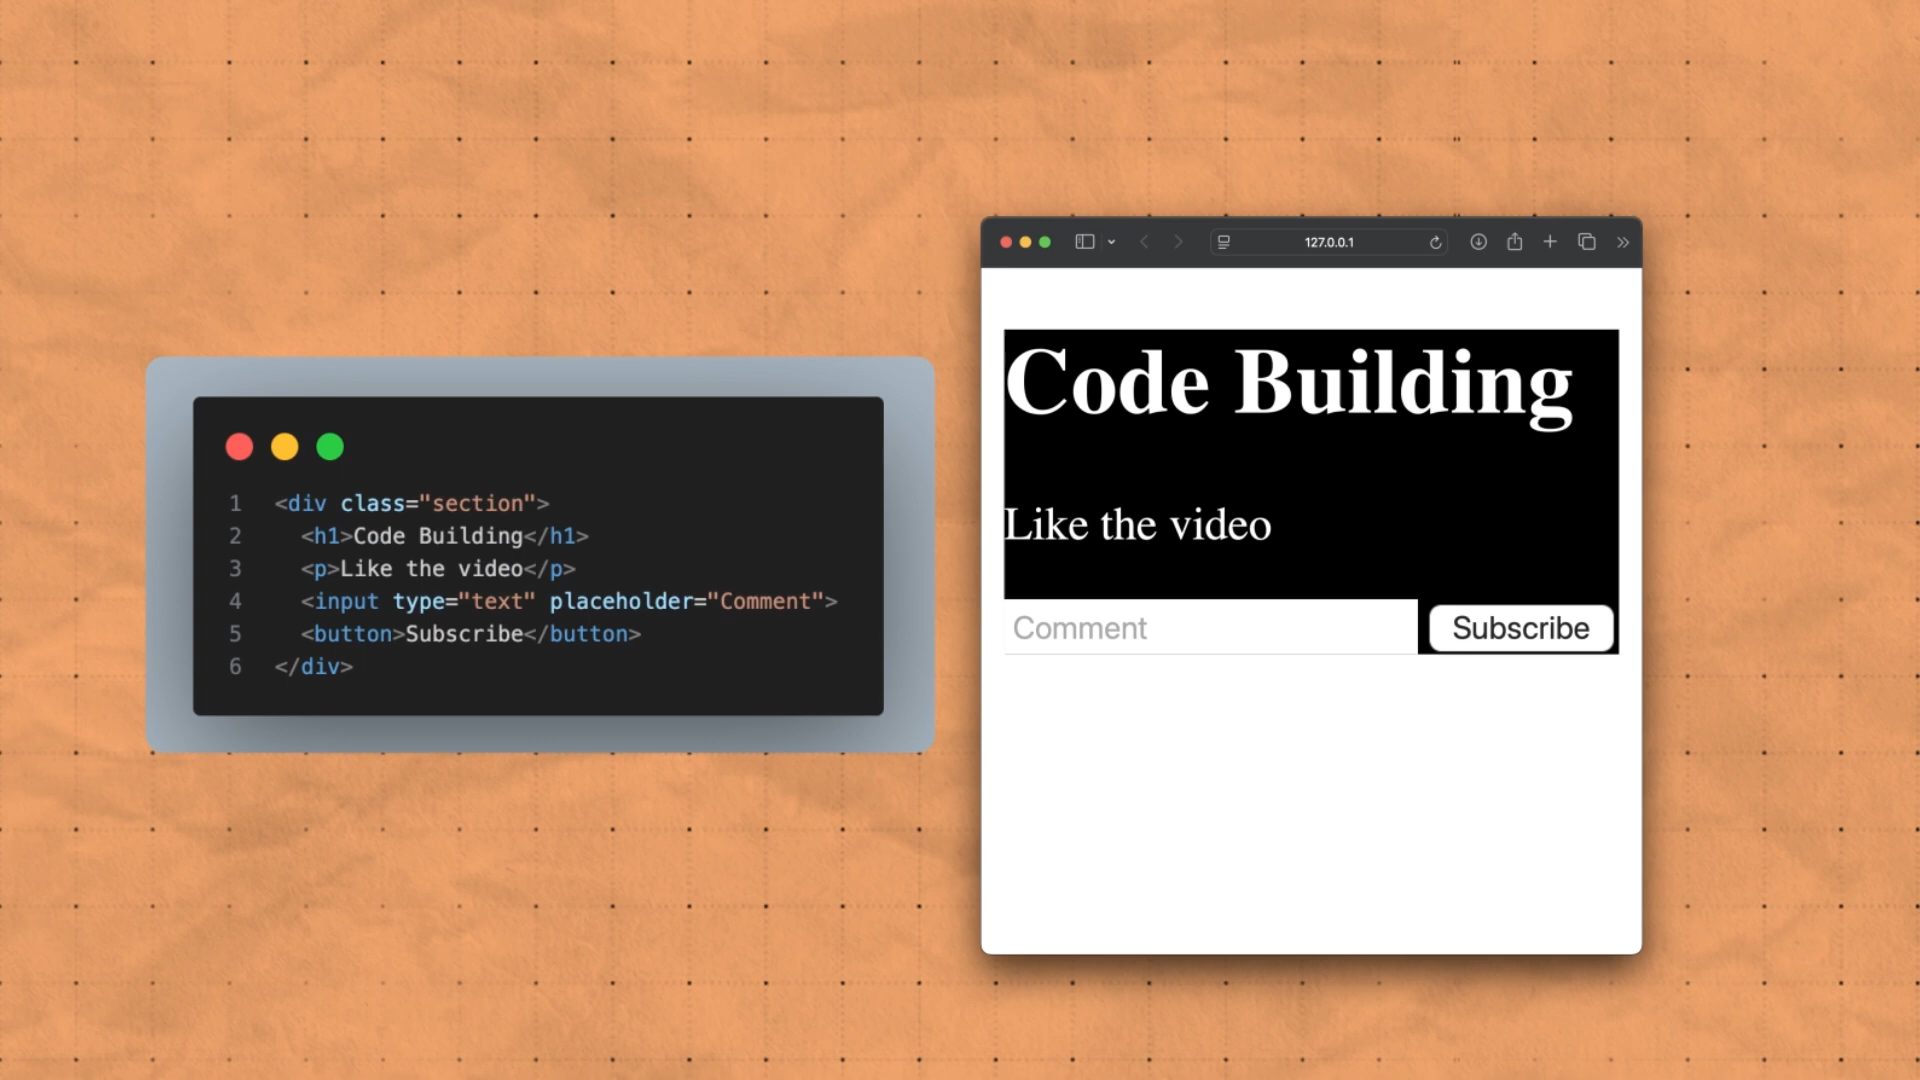 1 <div class="section">
2 <h1>Code Building</h1>
3 <p>Like the video</p>
4 <input type="text" placeholder="Comment">
5 <button>Subscribe</button>
6 </div>
127.0.0.1
Code Building
Like the video
Comment Subscribe